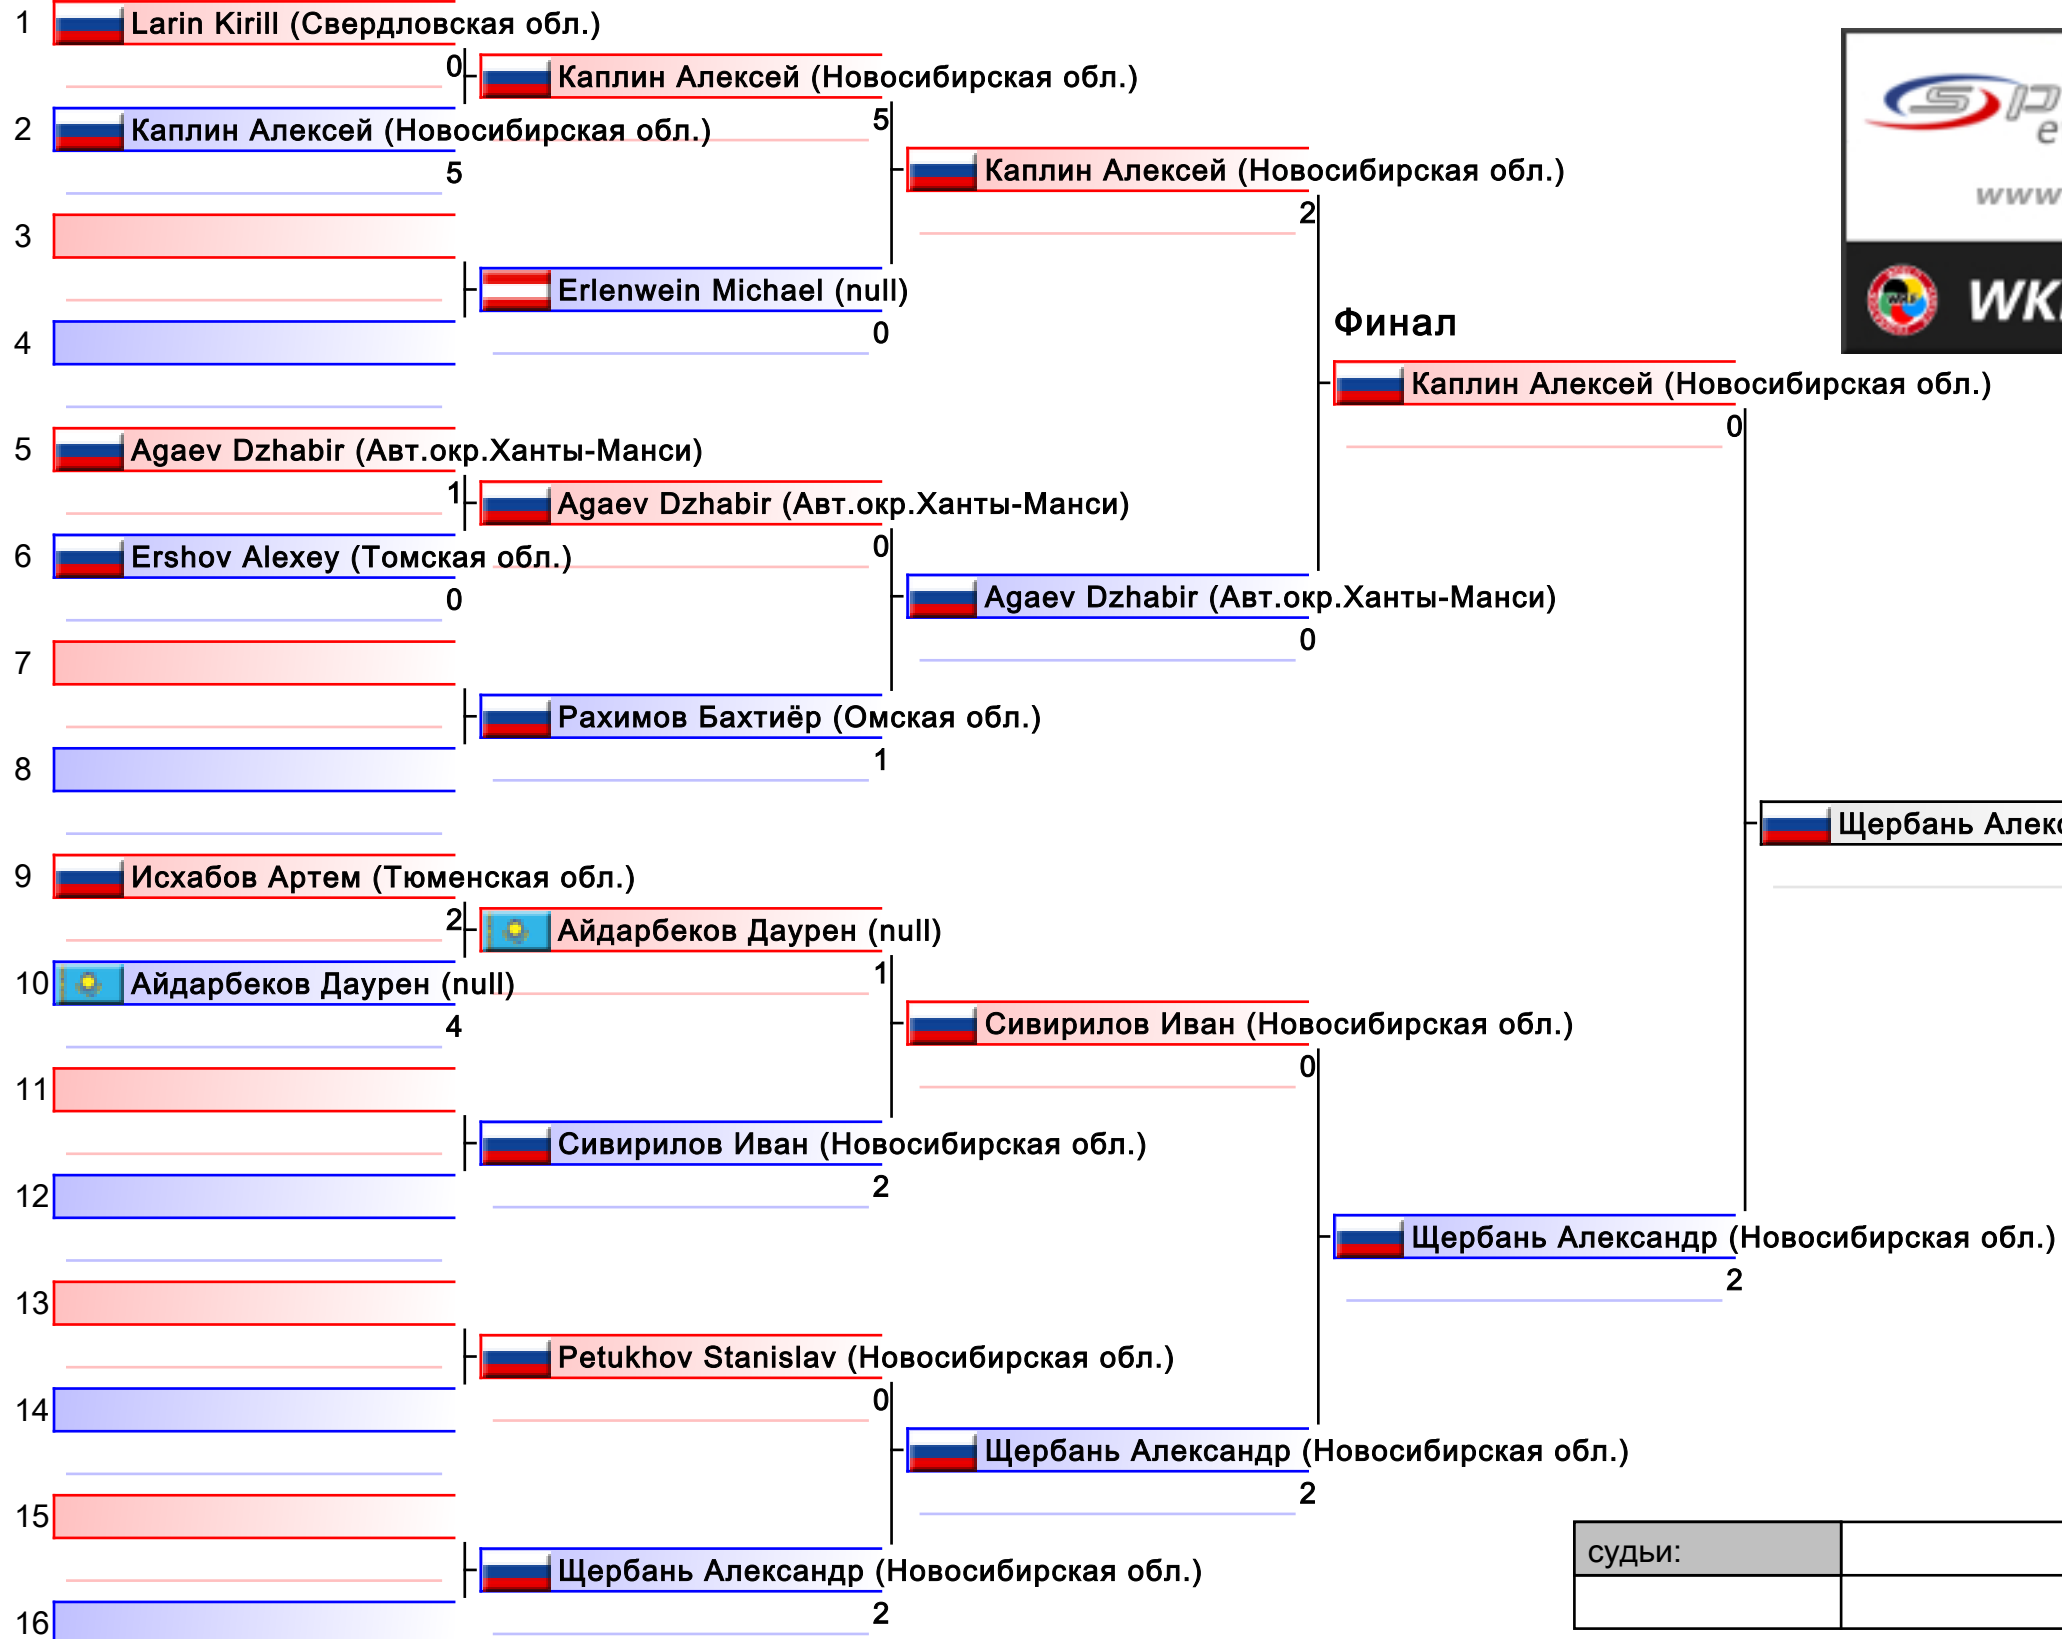 1
Larin Kirill (Свердловская обл.)
0
Каплин Алексей (Новосибирская обл.)
5
2
Каплин Алексей (Новосибирская обл.)
5
Каплин Алексей (Новосибирская обл.)
2
3
Erlenwein Michael (null)
0
4
Финал
Каплин Алексей (Новосибирская обл.)
0
5
Agaev Dzhabir (Авт.окр.Ханты-Манси)
1
Agaev Dzhabir (Авт.окр.Ханты-Манси)
0
6
Ershov Alexey (Томская обл.)
0
Agaev Dzhabir (Авт.окр.Ханты-Манси)
0
7
Рахимов Бахтиёр (Омская обл.)
1
8
Щербань Алекс
9
Исхабов Артем (Тюменская обл.)
2
Айдарбеков Даурен (null)
1
10
Айдарбеков Даурен (null)
4
Сивирилов Иван (Новосибирская обл.)
0
11
Сивирилов Иван (Новосибирская обл.)
2
12
Щербань Александр (Новосибирская обл.)
2
13
Petukhov Stanislav (Новосибирская обл.)
0
14
Щербань Александр (Новосибирская обл.)
2
15
Щербань Александр (Новосибирская обл.)
2
16
судьи:
www